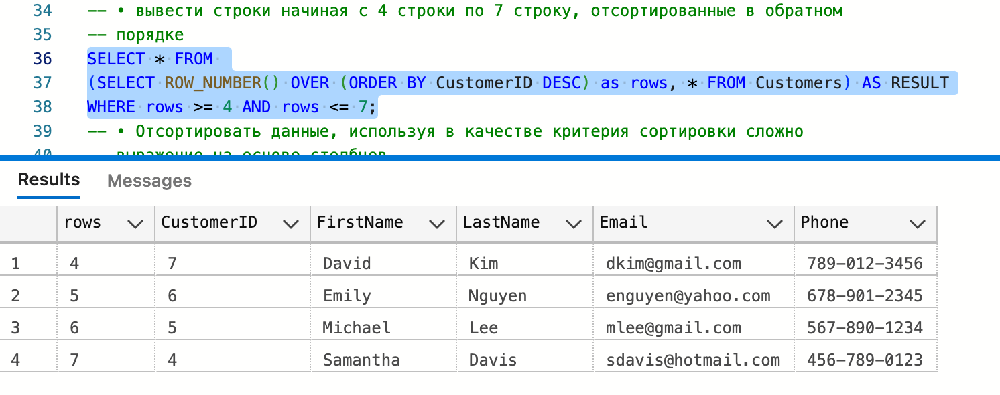 34 -- • вывести строки начиная с 4 строки по 7 строку, отсортированные в обратном
35 -- порядке
36 SELECT * FROM
37 (SELECT ROW_NUMBER() OVER (ORDER BY CustomerID DESC) as rows, * FROM Customers) AS RESULT
38 WHERE rows >= 4 AND rows <= 7;
39 -- • Отсортировать данные, используя в качестве критерия сортировки сложно
40 -- выражение на основе столбцов
Results Messages
rows CustomerID FirstName LastName Email Phone
1 4 7 David Kim dkim@gmail.com 789-012-3456
2 5 6 Emily Nguyen enguyen@yahoo.com 678-901-2345
3 6 5 Michael Lee mlee@gmail.com 567-890-1234
4 7 4 Samantha Davis sdavis@hotmail.com 456-789-0123